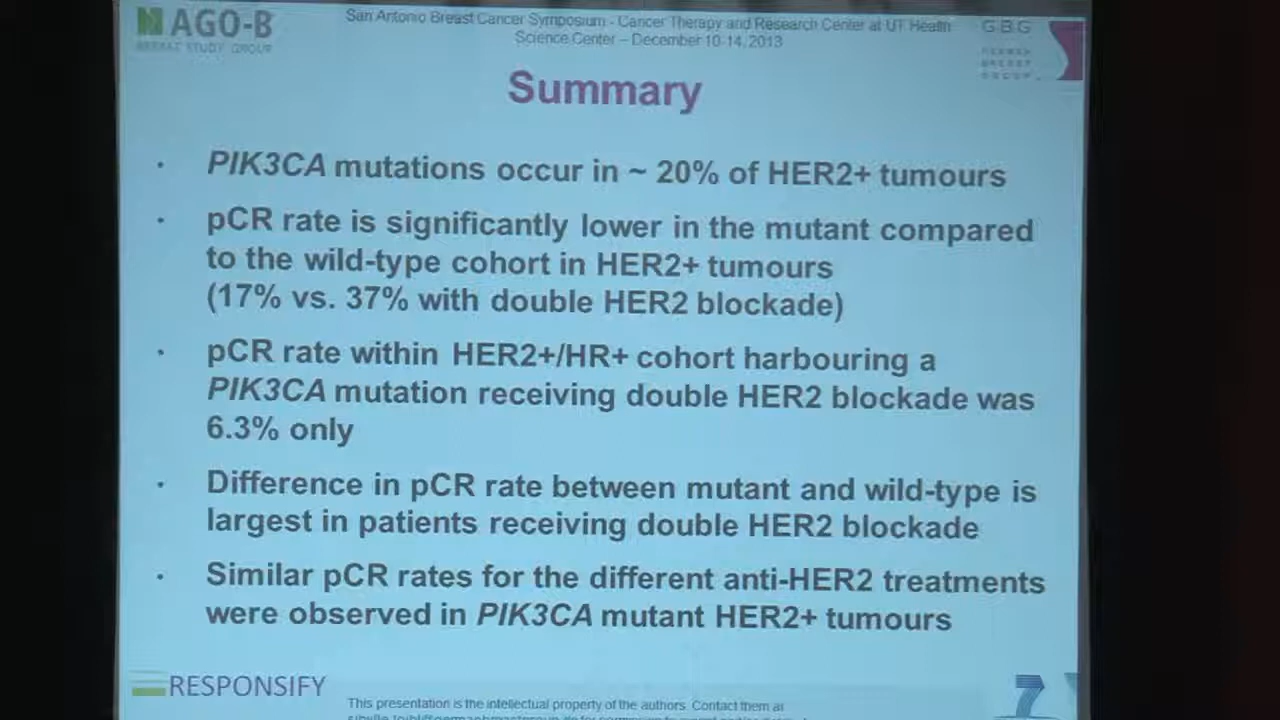 AGO-B
BREAST STUDY GROUP
San Antonio Breast Cancer Symposium - Cancer Therapy and Research Center at UT Health
Science Center – December 10-14, 2013
GBG
GERMAN
BREAST
GROUP
Summary
· PIK3CA mutations occur in ~ 20% of HER2+ tumours
· pCR rate is significantly lower in the mutant compared
to the wild-type cohort in HER2+ tumours
(17% vs. 37% with double HER2 blockade)
· pCR rate within HER2+/HR+ cohort harbouring a
PIK3CA mutation receiving double HER2 blockade was
6.3% only
· Difference in pCR rate between mutant and wild-type is
largest in patients receiving double HER2 blockade
· Similar pCR rates for the different anti-HER2 treatments
were observed in PIK3CA mutant HER2+ tumours
RESPONSIFY
This presentation is the intellectual property of the authors. Contact them at
7